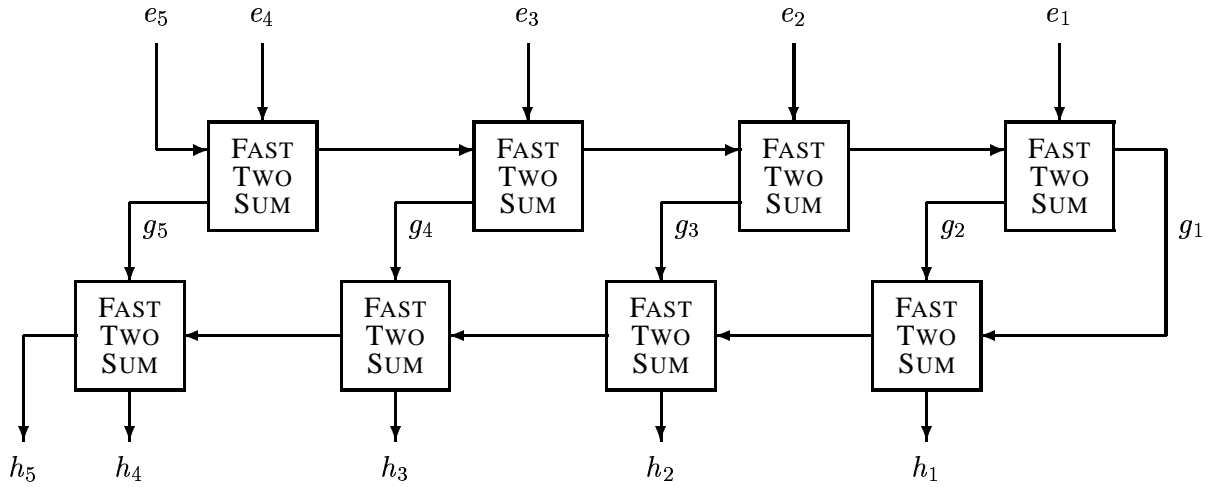 e₅ e₄ e₃ e₂ e₁
FAST TWO SUM
FAST TWO SUM
FAST TWO SUM
FAST TWO SUM
g₅ g₄ g₃ g₂ g₁
FAST TWO SUM
FAST TWO SUM
FAST TWO SUM
FAST TWO SUM
h₅ h₄ h₃ h₂ h₁